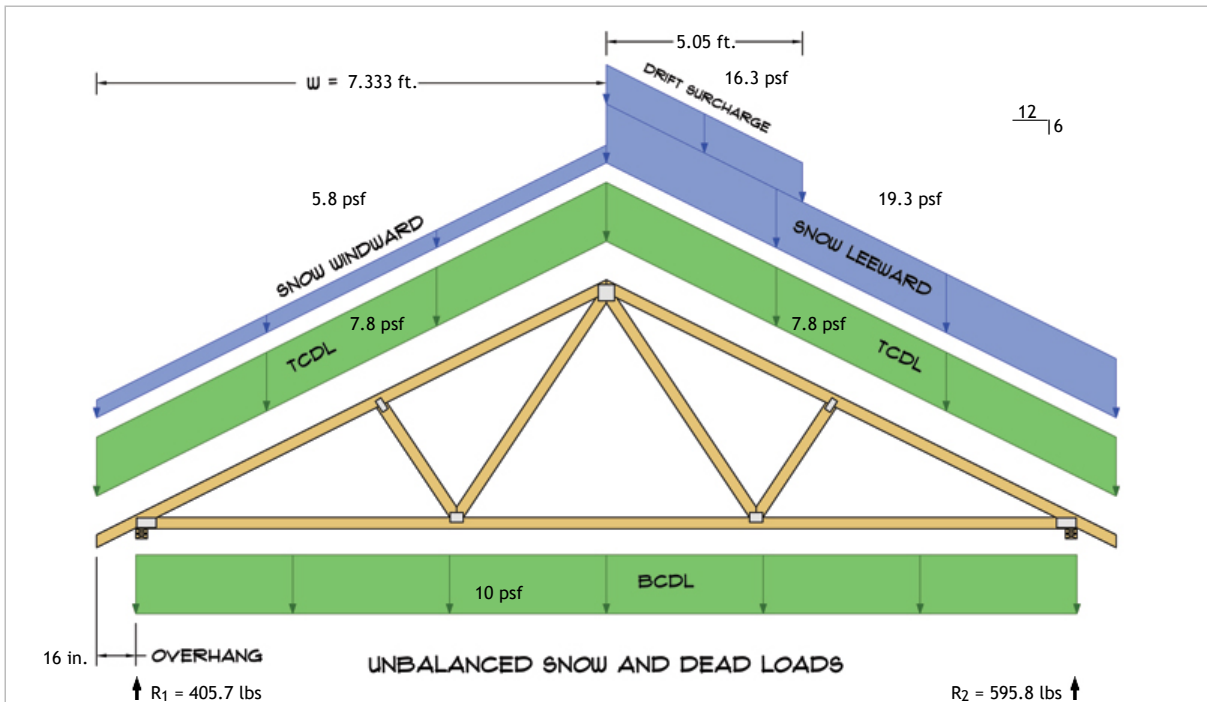 5.05 ft.
W = 7.333 ft.
DRIFT SURCHARGE
16.3 psf
12
6
5.8 psf
19.3 psf
SNOW WINDWARD
SNOW LEEWARD
7.8 psf
7.8 psf
TCDL
TCDL
10 psf
BCDL
16 in.
OVERHANG
UNBALANCED SNOW AND DEAD LOADS
R1 = 405.7 lbs
R2 = 595.8 lbs